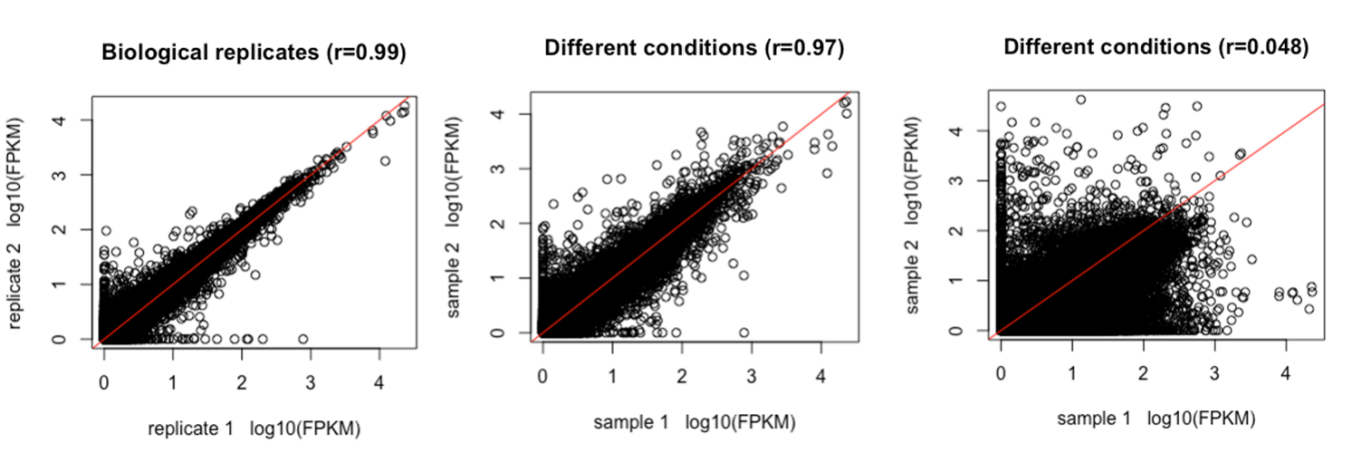 Biological replicates (r=0.99)
replicate 2 log10(FPKM)
4
3
2
1
0
0 1 2 3 4
replicate 1 log10(FPKM)
Different conditions (r=0.97)
sample 2 log10(FPKM)
4
3
2
1
0
0 1 2 3 4
sample 1 log10(FPKM)
Different conditions (r=0.048)
sample 2 log10(FPKM)
4
3
2
1
0
0 1 2 3 4
sample 1 log10(FPKM)